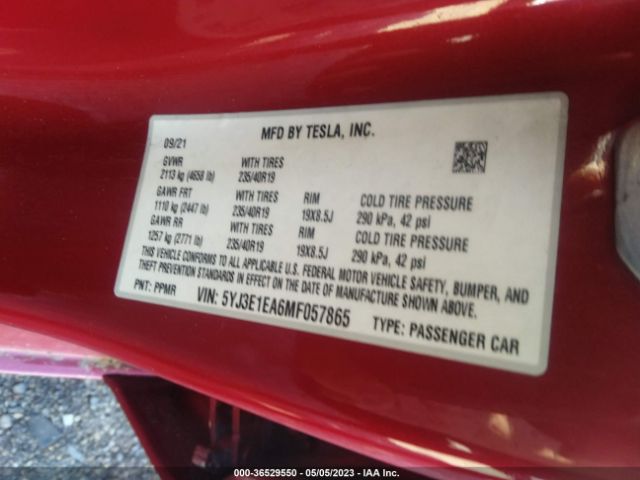 MFD BY TESLA, INC.
09/21
GVWR WITH TIRES
2113 kg (4658 lb) 235/40R19
GAWR FRT WITH TIRES RIM COLD TIRE PRESSURE
1110 kg (2447 lb) 235/40R19 19X8.5J 290 kPa, 42 psi
GAWR RR WITH TIRES RIM COLD TIRE PRESSURE
1257 kg (2771 lb) 235/40R19 19X8.5J 290 kPa, 42 psi
THIS VEHICLE CONFORMS TO ALL APPLICABLE U.S. FEDERAL MOTOR VEHICLE SAFETY, BUMPER, AND
THEFT PREVENTION STANDARDS IN EFFECT ON DATE OF MANUFACTURE SHOWN ABOVE.
PNT: PPMR VIN: 5YJ3E1EA6MF057865 TYPE: PASSENGER CAR
000-36529550 - 05/05/2023 - IAA Inc.